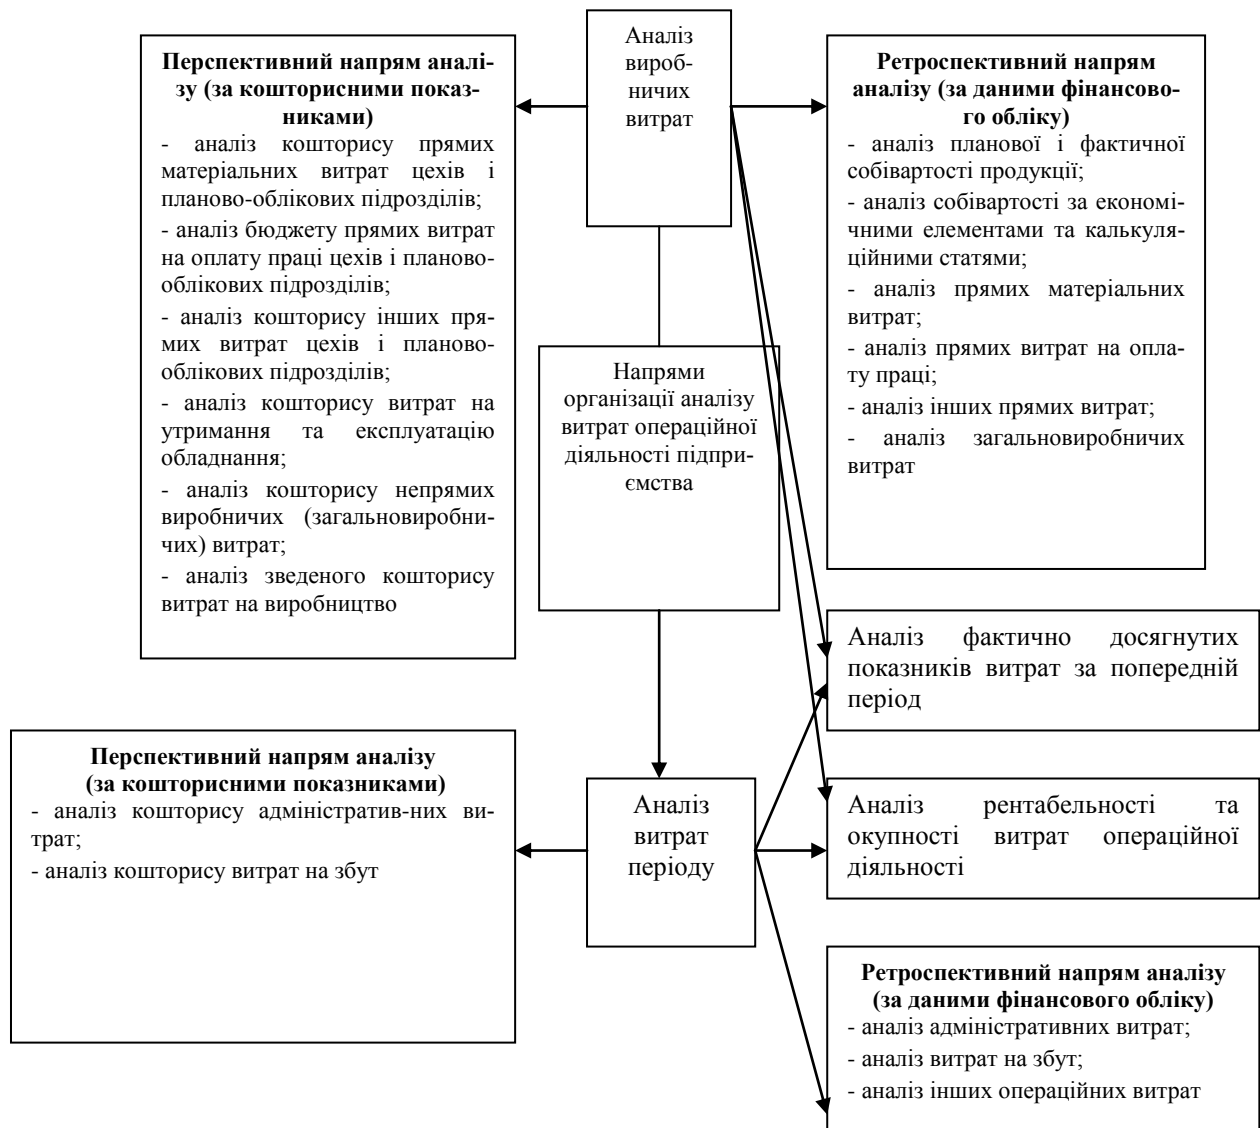 Аналіз
вироб-
ничих
витрат
Перспективний напрям аналі-
зу (за кошторисними показ-
никами)
- аналіз кошторису прямих
матеріальних витрат цехів і
планово-облікових підрозділів;
- аналіз бюджету прямих витрат
на оплату праці цехів і планово-
облікових підрозділів;
- аналіз кошторису інших пря-
мих витрат цехів і планово-
облікових підрозділів;
- аналіз кошторису витрат на
утримання та експлуатацію
обладнання;
- аналіз кошторису непрямих
виробничих (загальновиробни-
чих) витрат;
- аналіз зведеного кошторису
витрат на виробництво
Ретроспективний напрям
аналізу (за даними фінансово-
го обліку)
- аналіз планової і фактичної
собівартості продукції;
- аналіз собівартості за економі-
чними елементами та калькуля-
ційними статями;
- аналіз прямих матеріальних
витрат;
- аналіз прямих витрат на опла-
ту праці;
- аналіз інших прямих витрат;
- аналіз загальновиробничих
витрат
Напрями
організації аналізу
витрат операційної
діяльності підпри-
ємства
Аналіз фактично досягнутих
показників витрат за попередній
період
Перспективний напрям аналізу
(за кошторисними показниками)
- аналіз кошторису адміністратив-них ви-
трат;
- аналіз кошторису витрат на збут
Аналіз
витрат
періоду
Аналіз рентабельності та
окупності витрат операційної
діяльності
Ретроспективний напрям аналізу
(за даними фінансового обліку)
- аналіз адміністративних витрат;
- аналіз витрат на збут;
- аналіз інших операційних витрат